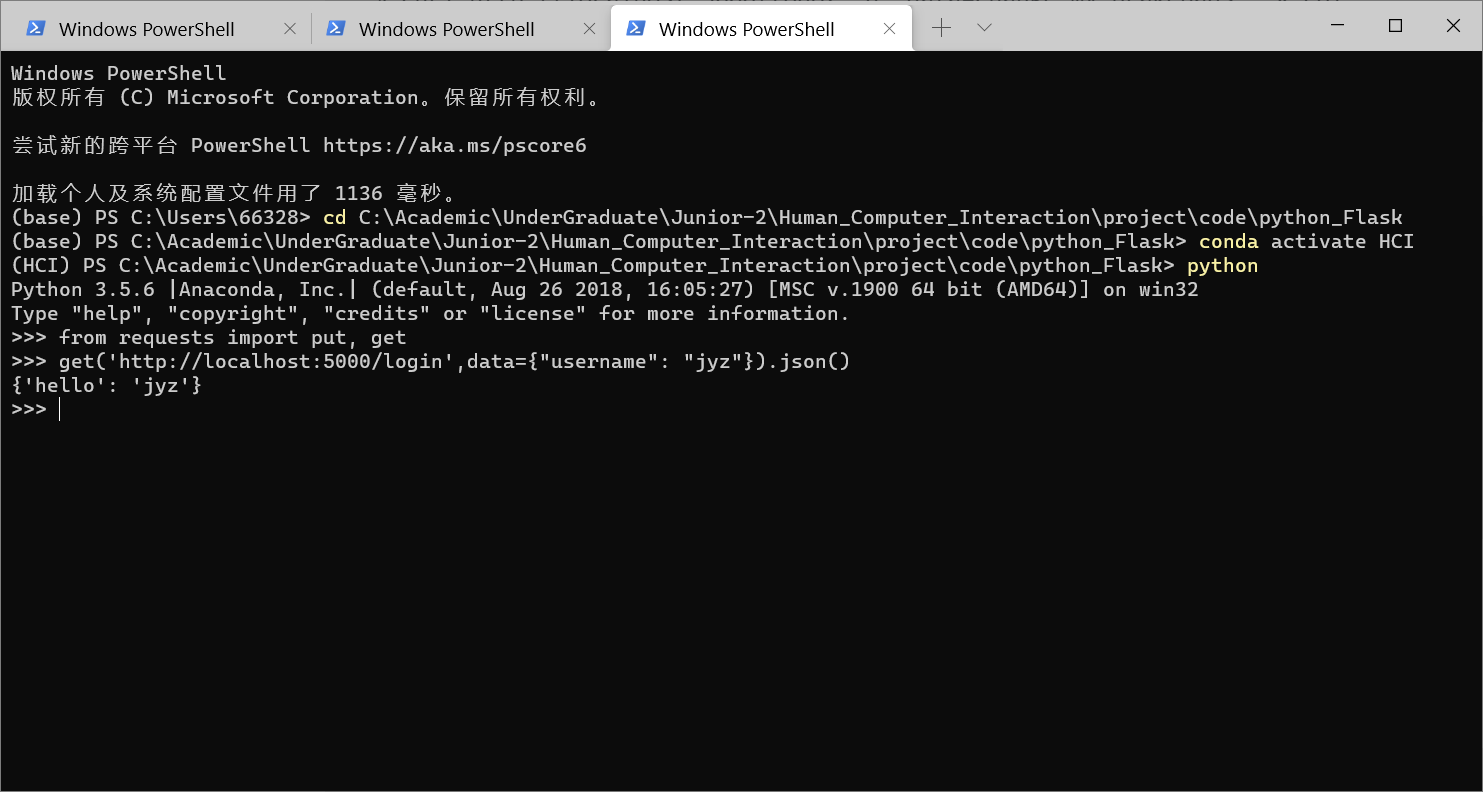 Windows PowerShell
Windows PowerShell
Windows PowerShell
Windows PowerShell
版权所有 (C) Microsoft Corporation。保留所有权利。
尝试新的跨平台 PowerShell https://aka.ms/pscore6
加载个人及系统配置文件用了 1136 毫秒。
(base) PS C:\Users\66328> cd C:\Academic\UnderGraduate\Junior-2\Human_Computer_Interaction\project\code\python_Flask
(base) PS C:\Academic\UnderGraduate\Junior-2\Human_Computer_Interaction\project\code\python_Flask> conda activate HCI
(HCI) PS C:\Academic\UnderGraduate\Junior-2\Human_Computer_Interaction\project\code\python_Flask> python
Python 3.5.6 |Anaconda, Inc.| (default, Aug 26 2018, 16:05:27) [MSC v.1900 64 bit (AMD64)] on win32
Type "help", "copyright", "credits" or "license" for more information.
>>> from requests import put, get
>>> get('http://localhost:5000/login',data={"username": "jyz"}).json()
{'hello': 'jyz'}
>>>